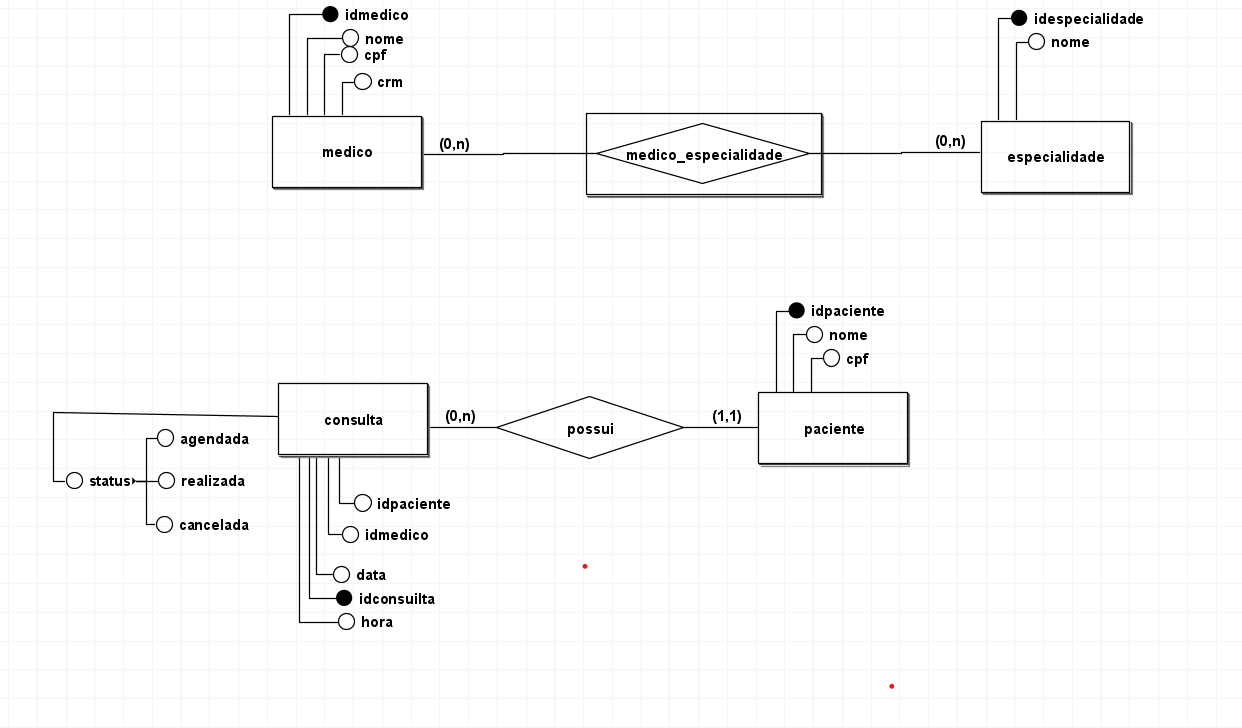 idmedico
nome
cpf
crm
medico
(0,n)
medico_especialidade
(0,n)
idespecialidade
nome
especialidade
idpaciente
nome
cpf
consulta
(0,n)
possui
(1,1)
paciente
status
agendada
realizada
cancelada
idpaciente
idmedico
data
idconsuilta
hora